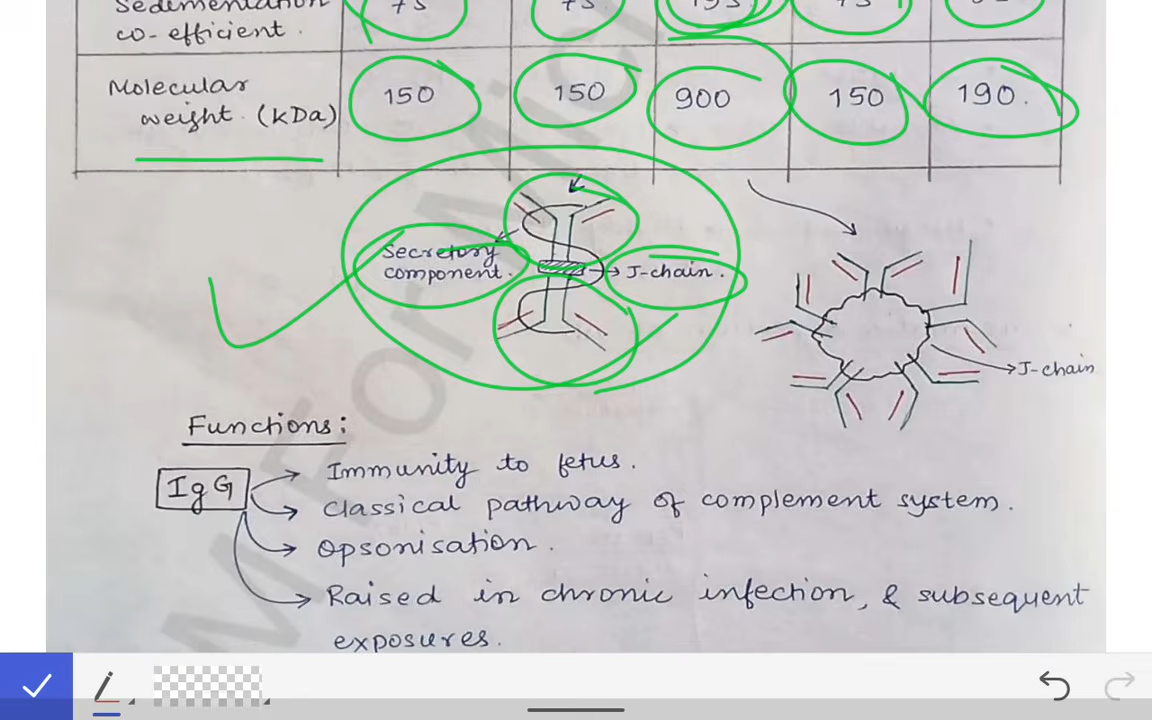 Sedimentation
co-efficient.
7S 7S 19S 7S
Molecular
weight. (kDa)
150 150 900 150 190.
Secretory
component.
J-chain.
J-chain
Functions:
IgG
Immunity to fetus.
Classical pathway of complement system.
Opsonisation.
Raised in chronic infection, & subsequent
exposures.